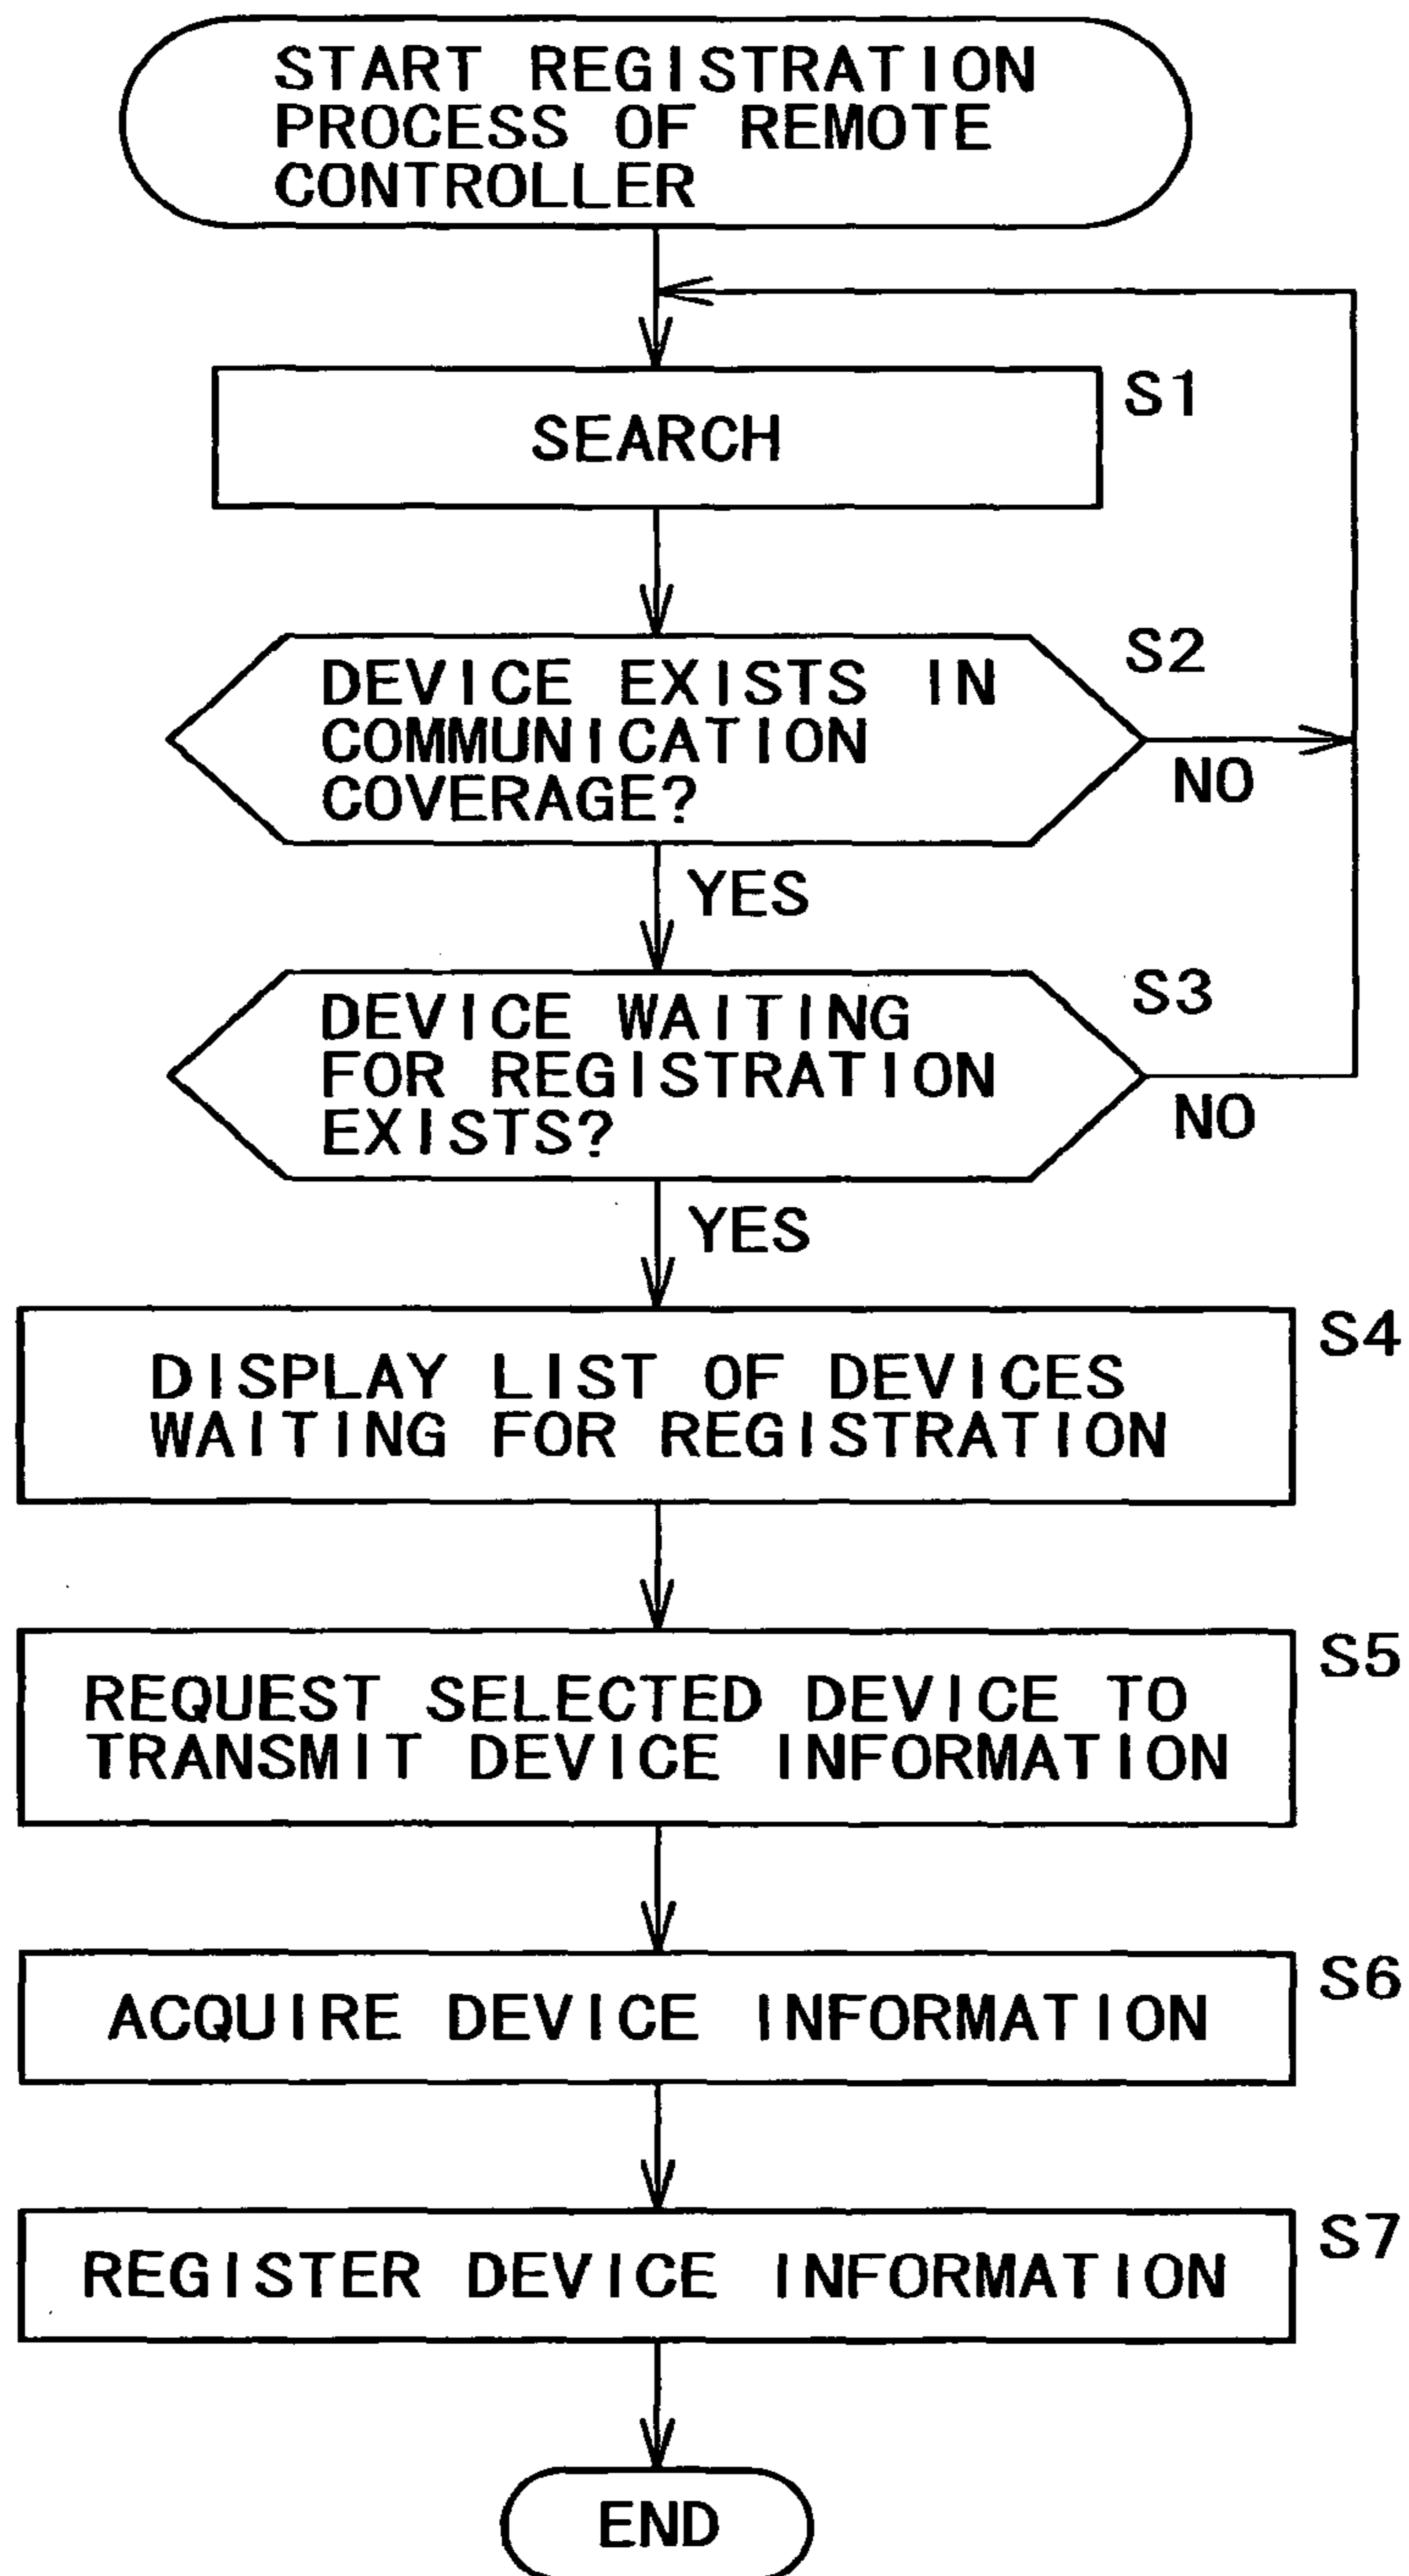 START REGISTRATION
PROCESS OF REMOTE
CONTROLLER
SEARCH
S1
DEVICE EXISTS IN
COMMUNICATION
COVERAGE?
S2
NO
YES
DEVICE WAITING
FOR REGISTRATION
EXISTS?
S3
NO
YES
DISPLAY LIST OF DEVICES
WAITING FOR REGISTRATION
S4
REQUEST SELECTED DEVICE TO
TRANSMIT DEVICE INFORMATION
S5
ACQUIRE DEVICE INFORMATION
S6
REGISTER DEVICE INFORMATION
S7
END